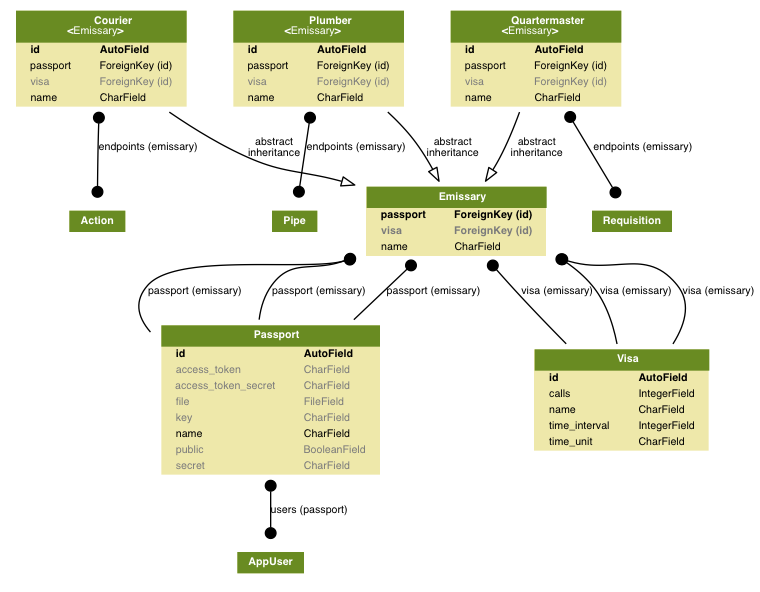 Courier
<Emissary>
id AutoField
passport ForeignKey (id)
visa ForeignKey (id)
name CharField
Plumber
<Emissary>
id AutoField
passport ForeignKey (id)
visa ForeignKey (id)
name CharField
Quartermaster
<Emissary>
id AutoField
passport ForeignKey (id)
visa ForeignKey (id)
name CharField
endpoints (emissary)
abstract
inheritance
endpoints (emissary)
abstract
inheritance
abstract
inheritance
endpoints (emissary)
Action
Pipe
Requisition
Emissary
passport ForeignKey (id)
visa ForeignKey (id)
name CharField
passport (emissary)
passport (emissary)
passport (emissary)
visa (emissary)
visa (emissary)
visa (emissary)
Passport
id AutoField
access_token CharField
access_token_secret CharField
file FileField
key CharField
name CharField
public BooleanField
secret CharField
Visa
id AutoField
calls IntegerField
name CharField
time_interval IntegerField
time_unit CharField
users (passport)
AppUser